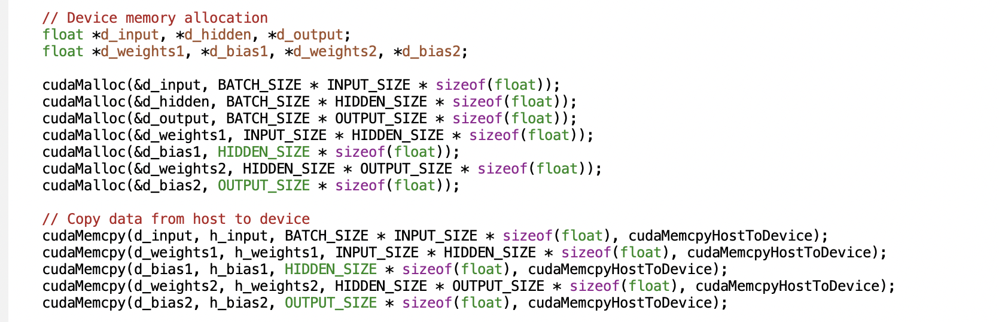 // Device memory allocation
float *d_input, *d_hidden, *d_output;
float *d_weights1, *d_bias1, *d_weights2, *d_bias2;
cudaMalloc(&d_input, BATCH_SIZE * INPUT_SIZE * sizeof(float));
cudaMalloc(&d_hidden, BATCH_SIZE * HIDDEN_SIZE * sizeof(float));
cudaMalloc(&d_output, BATCH_SIZE * OUTPUT_SIZE * sizeof(float));
cudaMalloc(&d_weights1, INPUT_SIZE * HIDDEN_SIZE * sizeof(float));
cudaMalloc(&d_bias1, HIDDEN_SIZE * sizeof(float));
cudaMalloc(&d_weights2, HIDDEN_SIZE * OUTPUT_SIZE * sizeof(float));
cudaMalloc(&d_bias2, OUTPUT_SIZE * sizeof(float));
// Copy data from host to device
cudaMemcpy(d_input, h_input, BATCH_SIZE * INPUT_SIZE * sizeof(float), cudaMemcpyHostToDevice);
cudaMemcpy(d_weights1, h_weights1, INPUT_SIZE * HIDDEN_SIZE * sizeof(float), cudaMemcpyHostToDevice);
cudaMemcpy(d_bias1, h_bias1, HIDDEN_SIZE * sizeof(float), cudaMemcpyHostToDevice);
cudaMemcpy(d_weights2, h_weights2, HIDDEN_SIZE * OUTPUT_SIZE * sizeof(float), cudaMemcpyHostToDevice);
cudaMemcpy(d_bias2, h_bias2, OUTPUT_SIZE * sizeof(float), cudaMemcpyHostToDevice);